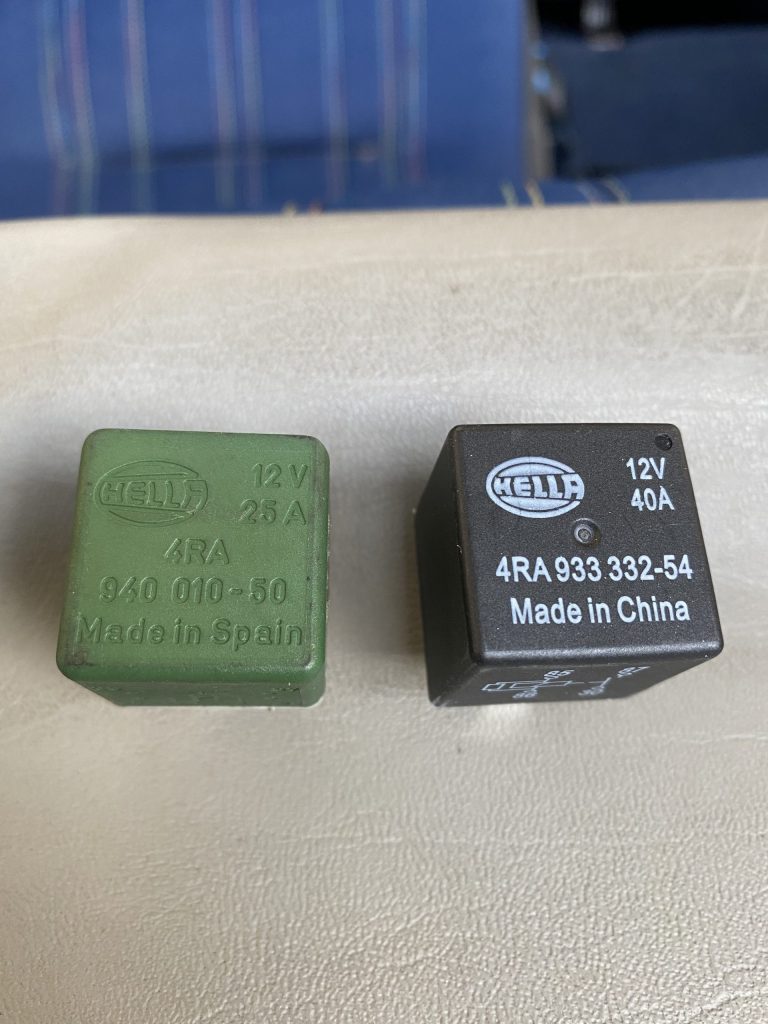 HELLA
12 V
25 A
4RA
940 010-50
Made in Spain
HELLA
12V
40A
4RA 933 332-54
Made in China